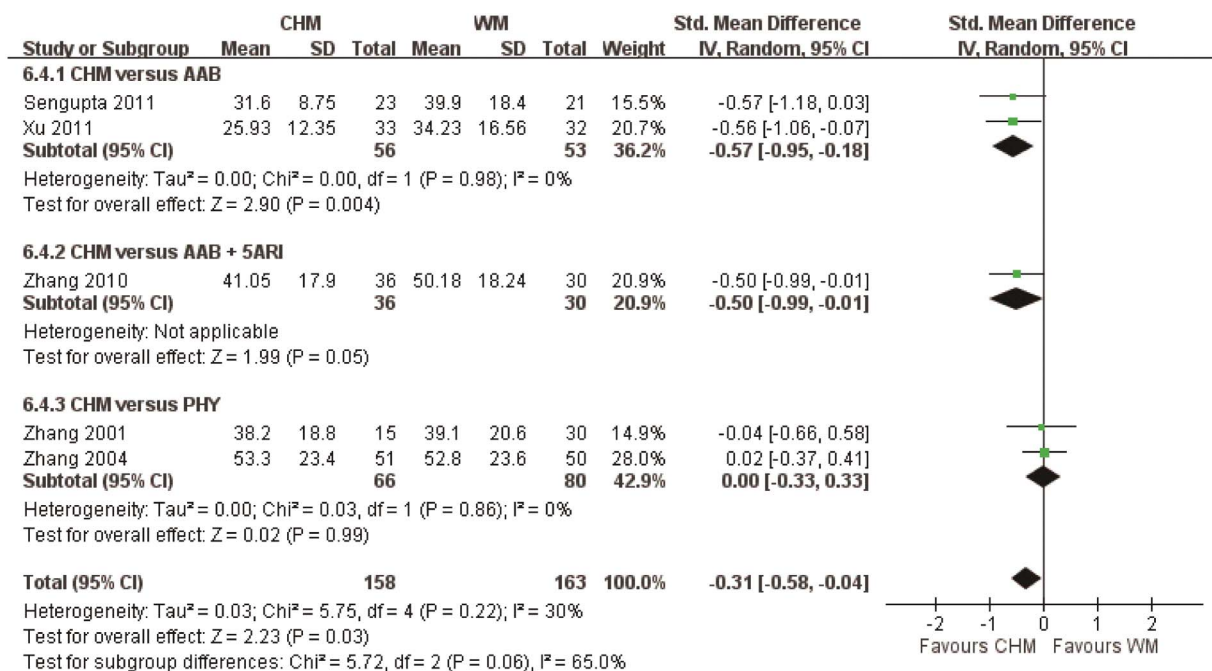 CHM WM Std. Mean Difference Std. Mean Difference
Study or Subgroup Mean SD Total Mean SD Total Weight IV, Random, 95% CI IV, Random, 95% CI
6.4.1 CHM versus AAB
Sengupta 2011 31.6 8.75 23 39.9 18.4 21 15.5% -0.57 [-1.18, 0.03]
Xu 2011 25.93 12.35 33 34.23 16.56 32 20.7% -0.56 [-1.06, -0.07]
Subtotal (95% CI) 56 53 36.2% -0.57 [-0.95, -0.18]
Heterogeneity: Tau² = 0.00; Chi² = 0.00, df = 1 (P = 0.98); I² = 0%
Test for overall effect: Z = 2.90 (P = 0.004)
6.4.2 CHM versus AAB + 5ARI
Zhang 2010 41.05 17.9 36 50.18 18.24 30 20.9% -0.50 [-0.99, -0.01]
Subtotal (95% CI) 36 30 20.9% -0.50 [-0.99, -0.01]
Heterogeneity: Not applicable
Test for overall effect: Z = 1.99 (P = 0.05)
6.4.3 CHM versus PHY
Zhang 2001 38.2 18.8 15 39.1 20.6 30 14.9% -0.04 [-0.66, 0.58]
Zhang 2004 53.3 23.4 51 52.8 23.6 50 28.0% 0.02 [-0.37, 0.41]
Subtotal (95% CI) 66 80 42.9% 0.00 [-0.33, 0.33]
Heterogeneity: Tau² = 0.00; Chi² = 0.03, df = 1 (P = 0.86); I² = 0%
Test for overall effect: Z = 0.02 (P = 0.99)
Total (95% CI) 158 163 100.0% -0.31 [-0.58, -0.04]
Heterogeneity: Tau² = 0.03; Chi² = 5.75, df = 4 (P = 0.22); I² = 30%
Test for overall effect: Z = 2.23 (P = 0.03)
Test for subgroup differences: Chi² = 5.72, df = 2 (P = 0.06), I² = 65.0%
-2 -1 0 1 2
Favours CHM Favours WM